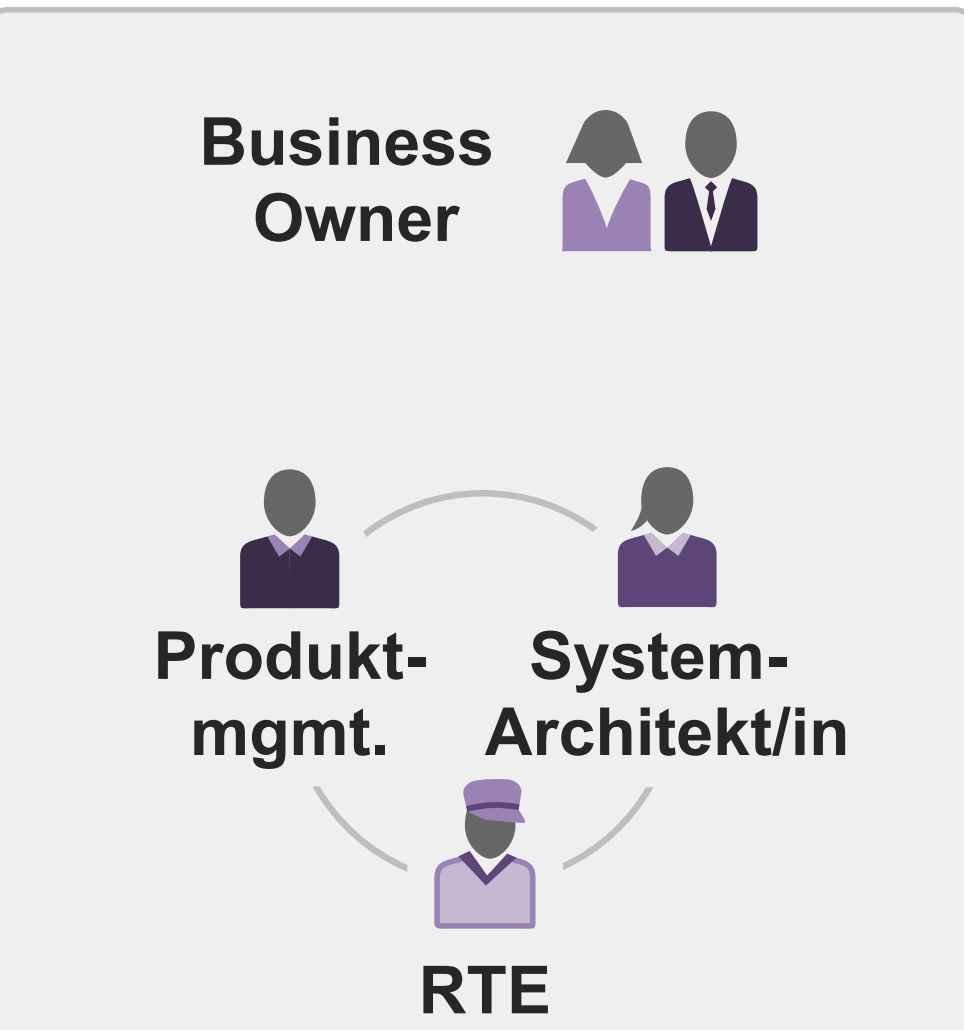 Business
Owner
Produkt-
mgmt.
System-
Architekt/in
RTE